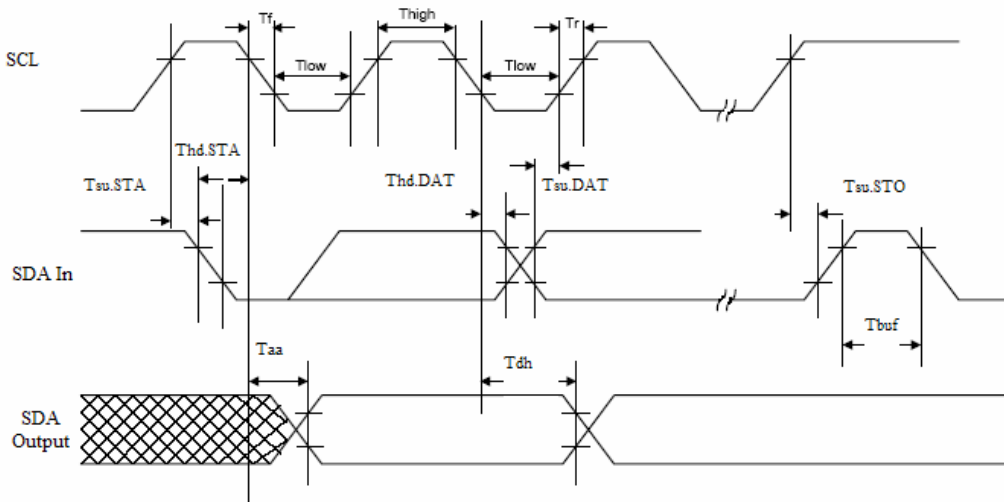 Tf
Thigh
Tr
SCL
Tlow
Tlow
Thd.STA
Tsu.STA
Thd.DAT
Tsu.DAT
Tsu.STO
SDA In
Tbuf
Taa
Tdh
SDA
Output